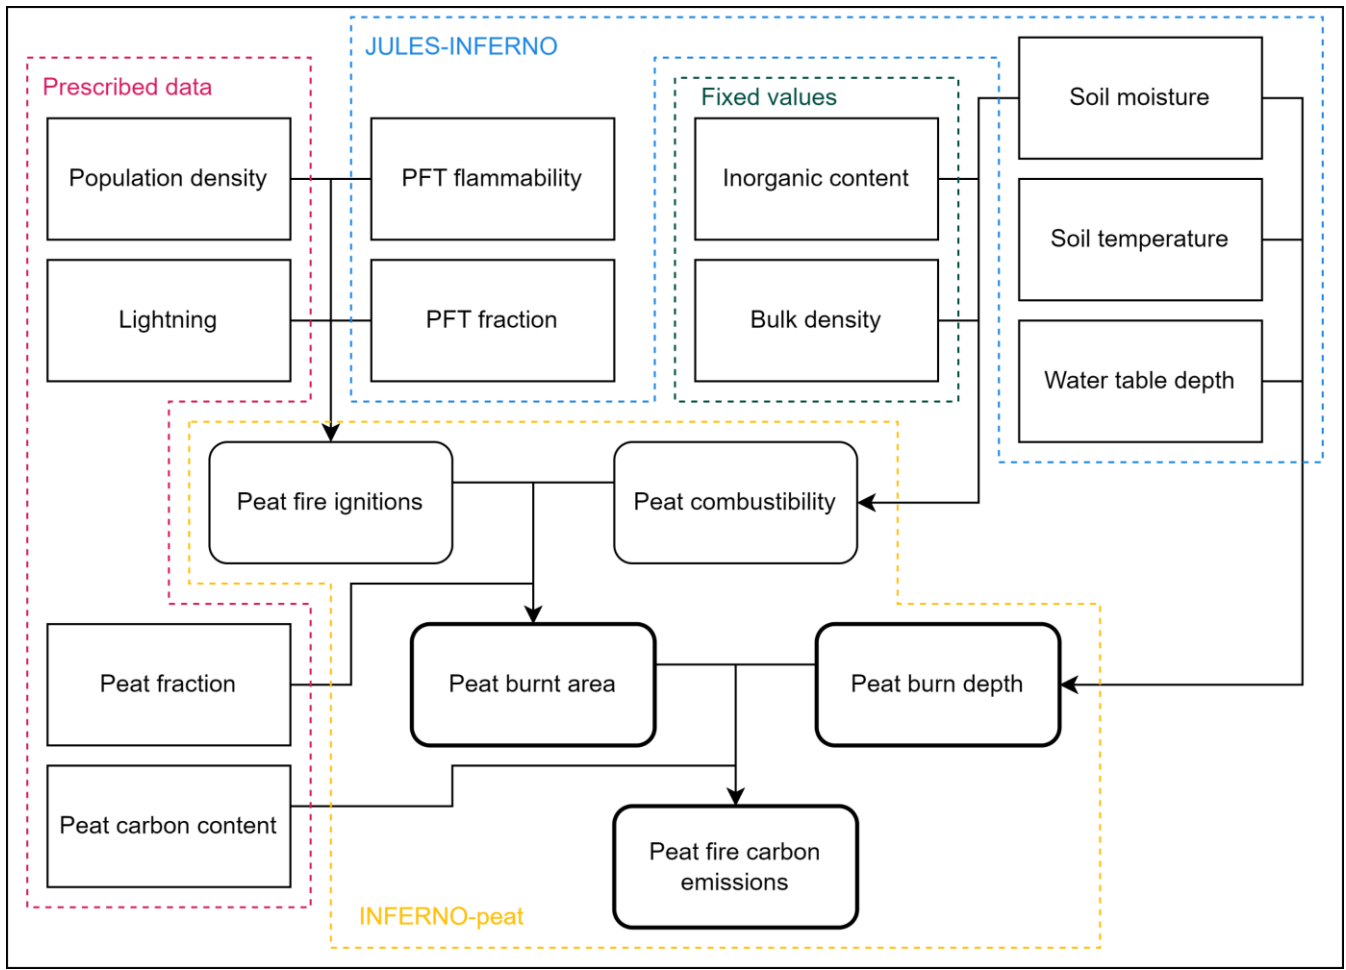 JULES-INFERNO
Prescribed data
Fixed values
Soil moisture
Population density
PFT flammability
Inorganic content
Soil temperature
Lightning
PFT fraction
Bulk density
Water table depth
Peat fire ignitions
Peat combustibility
Peat fraction
Peat burnt area
Peat burn depth
Peat carbon content
Peat fire carbon
emissions
INFERNO-peat